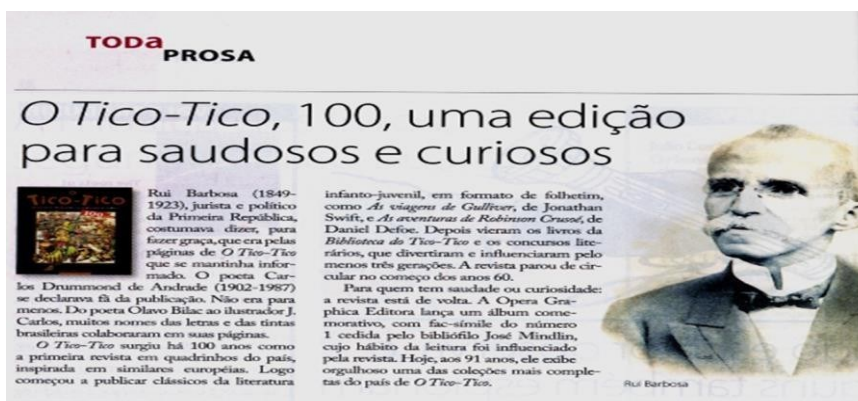 TODa
PROSA
O Tico-Tico, 100, uma edição
para saudosos e curiosos
Tico-Tico
100
Rui Barbosa (1849-
1923), jurista e político
da Primeira República,
costumava dizer, para
fazer graça, que era pelas
páginas de O Tico-Tico
que se mantinha infor-
mado. O poeta Car-
los Drummond de Andrade (1902-1987)
se declarava fã da publicação. Não era para
menos. Do poeta Olavo Bilac ao ilustrador J.
Carlos, muitos nomes das letras e das tintas
brasileiras colaboraram em suas páginas.
O Tico-Tico surgiu há 100 anos como
a primeira revista em quadrinhos do país,
inspirada em similares européias. Logo
começou a publicar clássicos da literatura
infanto-juvenil, em formato de folhetim,
como As viagens de Gulliver, de Jonathan
Swift, e As aventuras de Robinson Crusoé, de
Daniel Defoe. Depois vieram os livros da
Biblioteca do Tico-Tico e os concursos lite-
rários, que divertiram e influenciaram pelo
menos três gerações. A revista parou de cir-
cular no começo dos anos 60.
Para quem tem saudade ou curiosidade:
a revista está de volta. A Opera Gra-
phica Editora lança um álbum come-
morativo, com fac-símile do número
1 cedida pelo bibliófilo José Mindlin,
cujo hábito da leitura foi influenciado
pela revista. Hoje, aos 91 anos, ele exibe
orgulhoso uma das coleções mais comple-
tas do país de O Tico-Tico.
Rui Barbosa